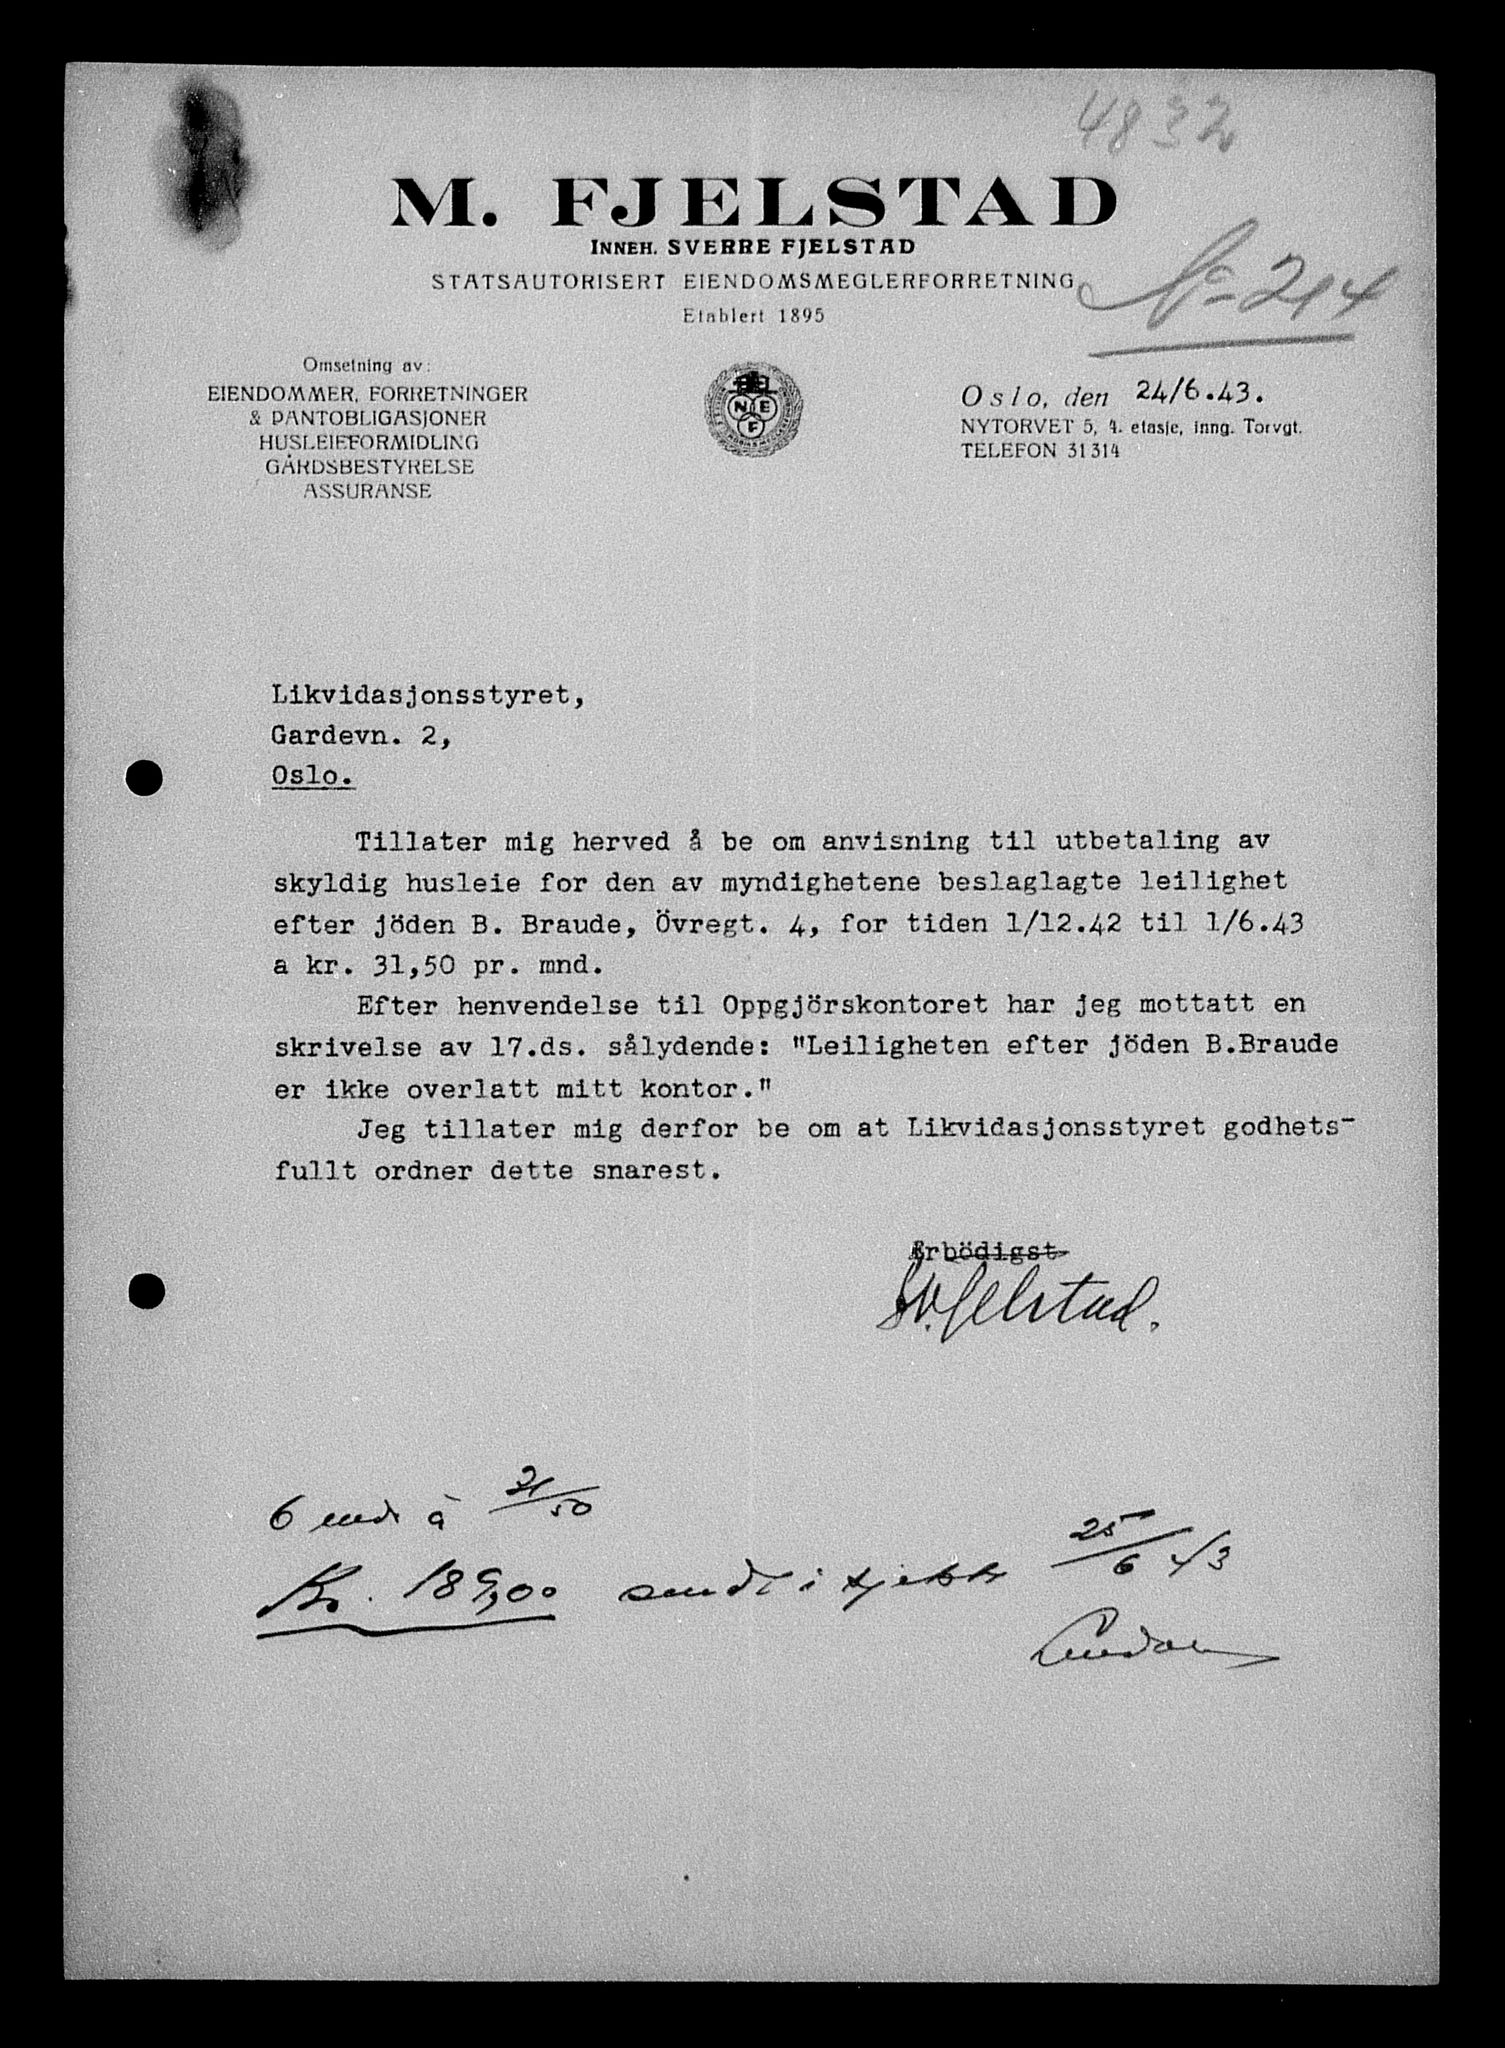 4832
M. FJELSTAD
INNEH. SVERRE FJELSTAD
STATSAUTORISERT EIENDOMSMEGLERFORRETNING
Etablert 1895
214
Omsetning av:
EIENDOMMER, FORRETNINGER
& PANTOBLIGASJONER
HUSLEIEFORMIDLING
GÅRDSBESTYRELSE
ASSURANSE
NEF
Oslo, den 24/6.43.
NYTORVET 5, 4. etasje, inng. Torvgt.
TELEFON 31314
Likvidasjonsstyret,
Gardevn. 2,
Oslo.
Tillater mig herved å be om anvisning til utbetaling av
skyldig husleie for den av myndighetene beslaglagte leilighet
efter jöden B. Braude, Övregt. 4, for tiden 1/12.42 til 1/6.43
a kr. 31,50 pr. mnd.
Efter henvendelse til Oppgjörskontoret har jeg mottatt en
skrivelse av 17.ds. sålydende: "Leiligheten efter jöden B.Braude
er ikke overlatt mitt kontor."
Jeg tillater mig derfor be om at Likvidasjonsstyret godhets-
fullt ordner dette snarest.
Ærbödigst
Sv. Fjelstad.
6 mndr à 31/50
Kr. 189,00 sendt i sjekk 25/6 43